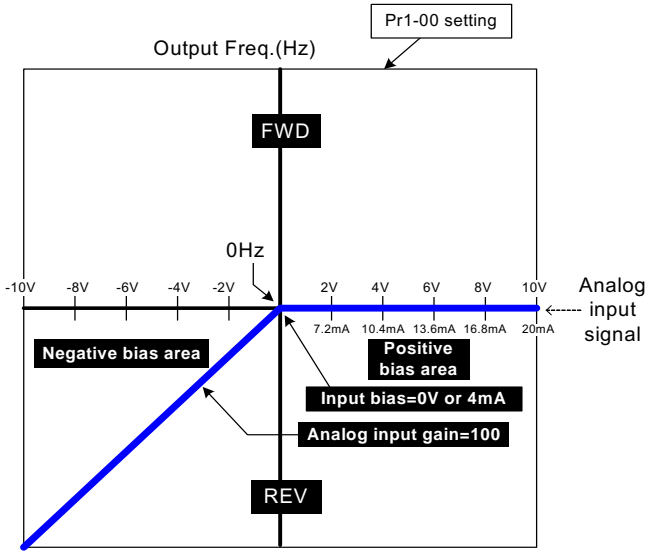 Pr1-00 setting
Output Freq.(Hz)
FWD
0Hz
-10V -8V -6V -4V -2V 2V 4V 6V 8V 10V
Analog
input
signal
7.2mA 10.4mA 13.6mA 16.8mA 20mA
Negative bias area
Positive
bias area
Input bias=0V or 4mA
Analog input gain=100
REV